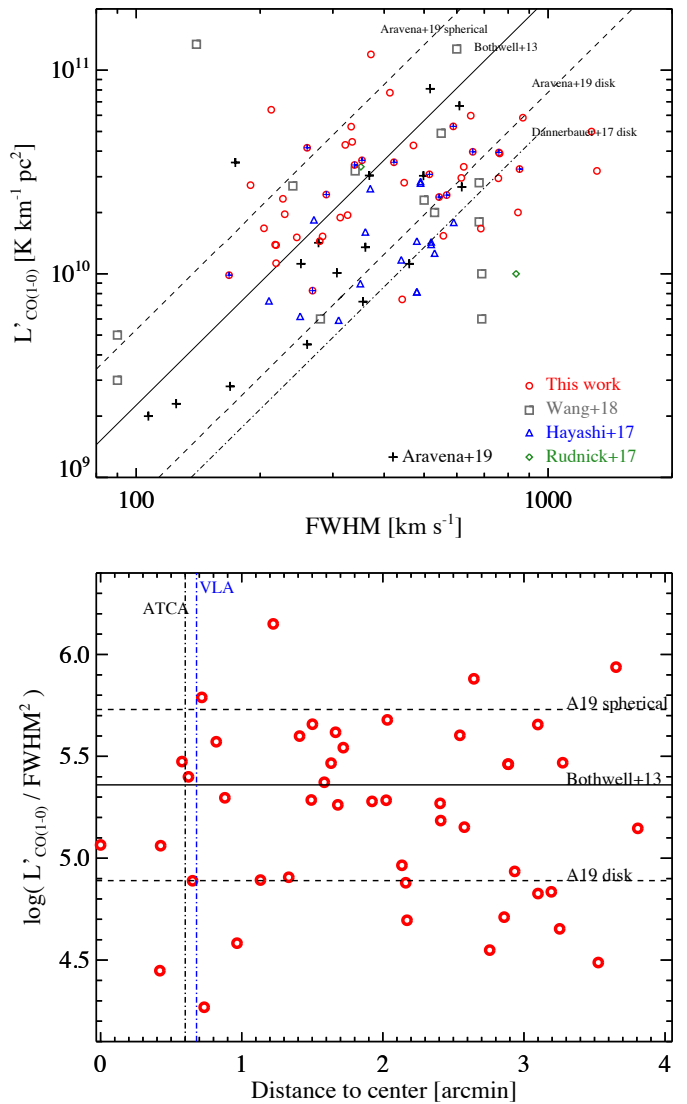 Aravena+19 spherical
Bothwell+13
Aravena+19 disk
Dannerbauer+17 disk
10¹¹
10¹⁰
10⁹
L’CO(1-0) [K km s⁻¹ pc²]
This work
Wang+18
Hayashi+17
Rudnick+17
Aravena+19
100
1000
FWHM [km s⁻¹]
VLA
ATCA
6.0
5.5
5.0
4.5
log( L’CO(1-0) / FWHM² )
A19 spherical
Bothwell+13
A19 disk
0 1 2 3 4
Distance to center [arcmin]